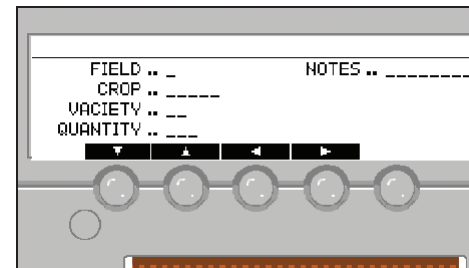 FIELD .. _ NOTES .. ________
CROP .. _____
VACIETY .. __
QUANTITY .. ___